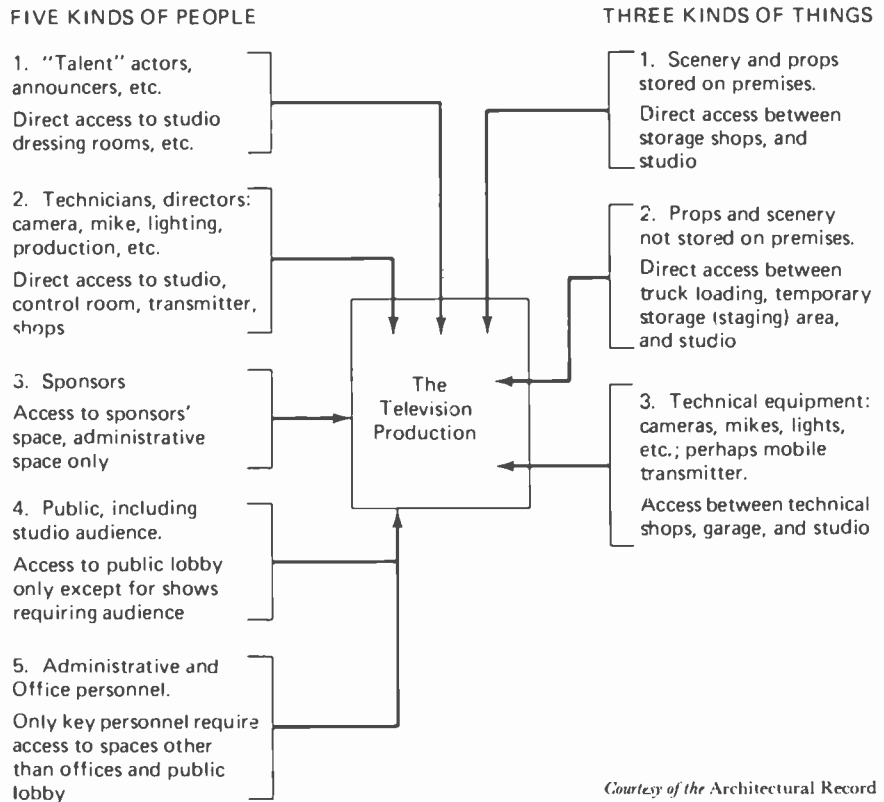 FIVE KINDS OF PEOPLE
1. "Talent" actors,
announcers, etc.
Direct access to studio
dressing rooms, etc.
2. Technicians, directors:
camera, mike, lighting,
production, etc.
Direct access to studio,
control room, transmitter,
shops
3. Sponsors
Access to sponsors'
space, administrative
space only
4. Public, including
studio audience.
Access to public lobby
only except for shows
requiring audience
5. Administrative and
Office personnel.
Only key personnel require
access to spaces other
than offices and public
lobby
The
Television
Production
THREE KINDS OF THINGS
1. Scenery and props
stored on premises.
Direct access between
storage shops, and
studio
2. Props and scenery
not stored on premises.
Direct access between
truck loading, temporary
storage (staging) area,
and studio
3. Technical equipment:
cameras, mikes, lights,
etc.; perhaps mobile
transmitter.
Access between technical
shops, garage, and studio
Courtesy of the Architectural Record